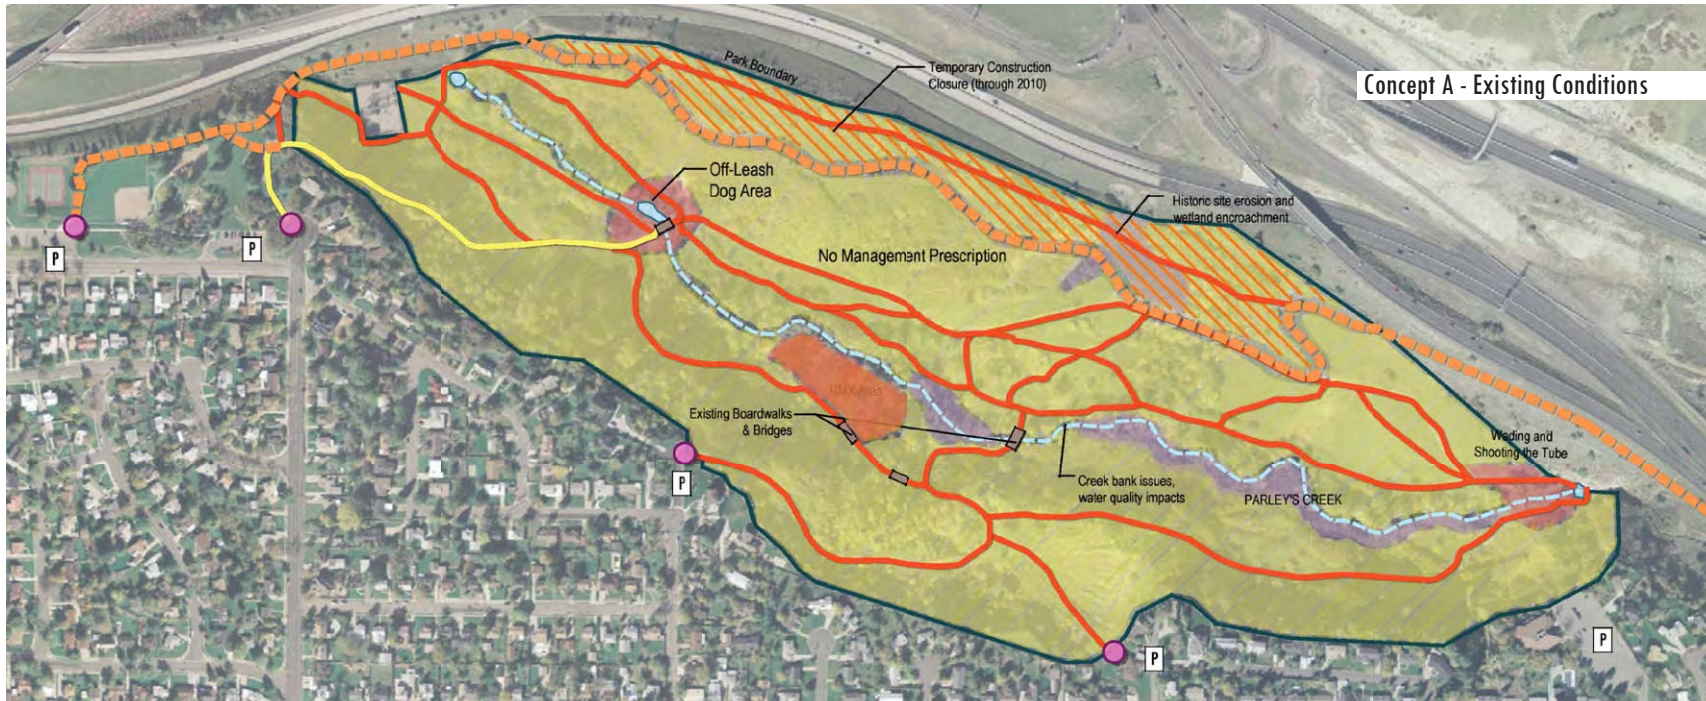 Concept A - Existing Conditions
Park Boundary
Temporary Construction
Closure (through 2010)
Off-Leash
Dog Area
Historic site erosion and
wetland encroachment
No Management Prescription
P
P
BMX Area
Existing Boardwalks
& Bridges
Wading and
Shooting the Tube
Creek bank issues,
water quality impacts
PARLEY'S CREEK
P
P
P